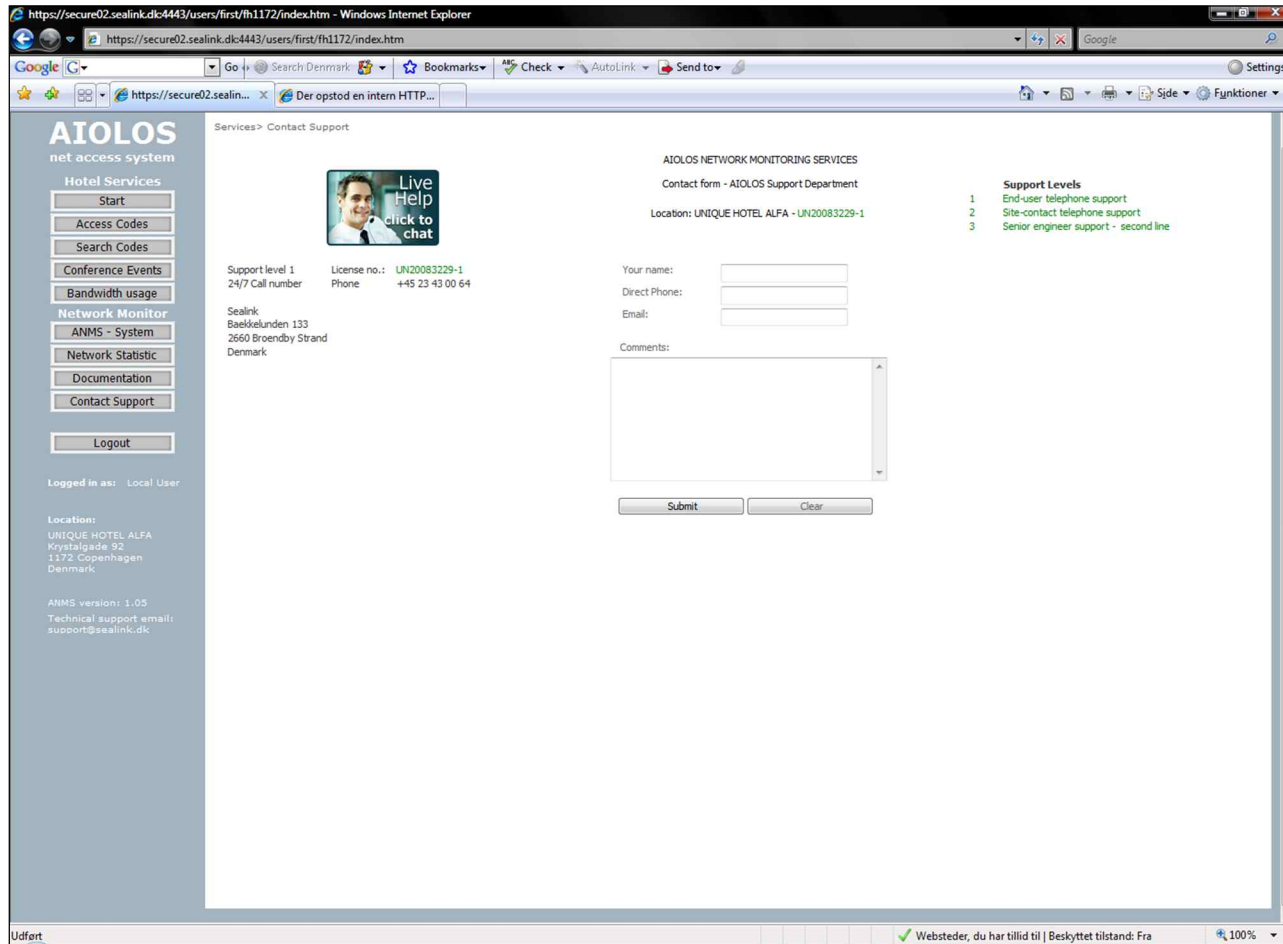 https://secure02.sealink.dk:4443/users/first/fh1172/index.htm - Windows Internet Explorer
https://secure02.sealink.dk:4443/users/first/fh1172/index.htm
Google
Google G Go Search Denmark Bookmarks ABC Check AutoLink Send to Settings
https://secure02.sealin... Der opstod en intern HTTP... Side Funktioner
AIOLOS
net access system
Hotel Services
Start
Access Codes
Search Codes
Conference Events
Bandwidth usage
Network Monitor
ANMS - System
Network Statistic
Documentation
Contact Support
Logout
Logged in as: Local User
Location:
UNIQUE HOTEL ALFA
Krystalgade 92
1172 Copenhagen
Denmark
ANMS version: 1.05
Technical support email:
support@sealink.dk
Services> Contact Support
Live
Help
click to
chat
Support level 1 License no.: UN20083229-1
24/7 Call number Phone +45 23 43 00 64
Sealink
Baekkelunden 133
2660 Broendby Strand
Denmark
AIOLOS NETWORK MONITORING SERVICES
Contact form - AIOLOS Support Department
Location: UNIQUE HOTEL ALFA - UN20083229-1
Your name:
Direct Phone:
Email:
Comments:
Submit Clear
Support Levels
1 End-user telephone support
2 Site-contact telephone support
3 Senior engineer support - second line
Udført Websteder, du har tillid til | Beskyttet tilstand: Fra 100%